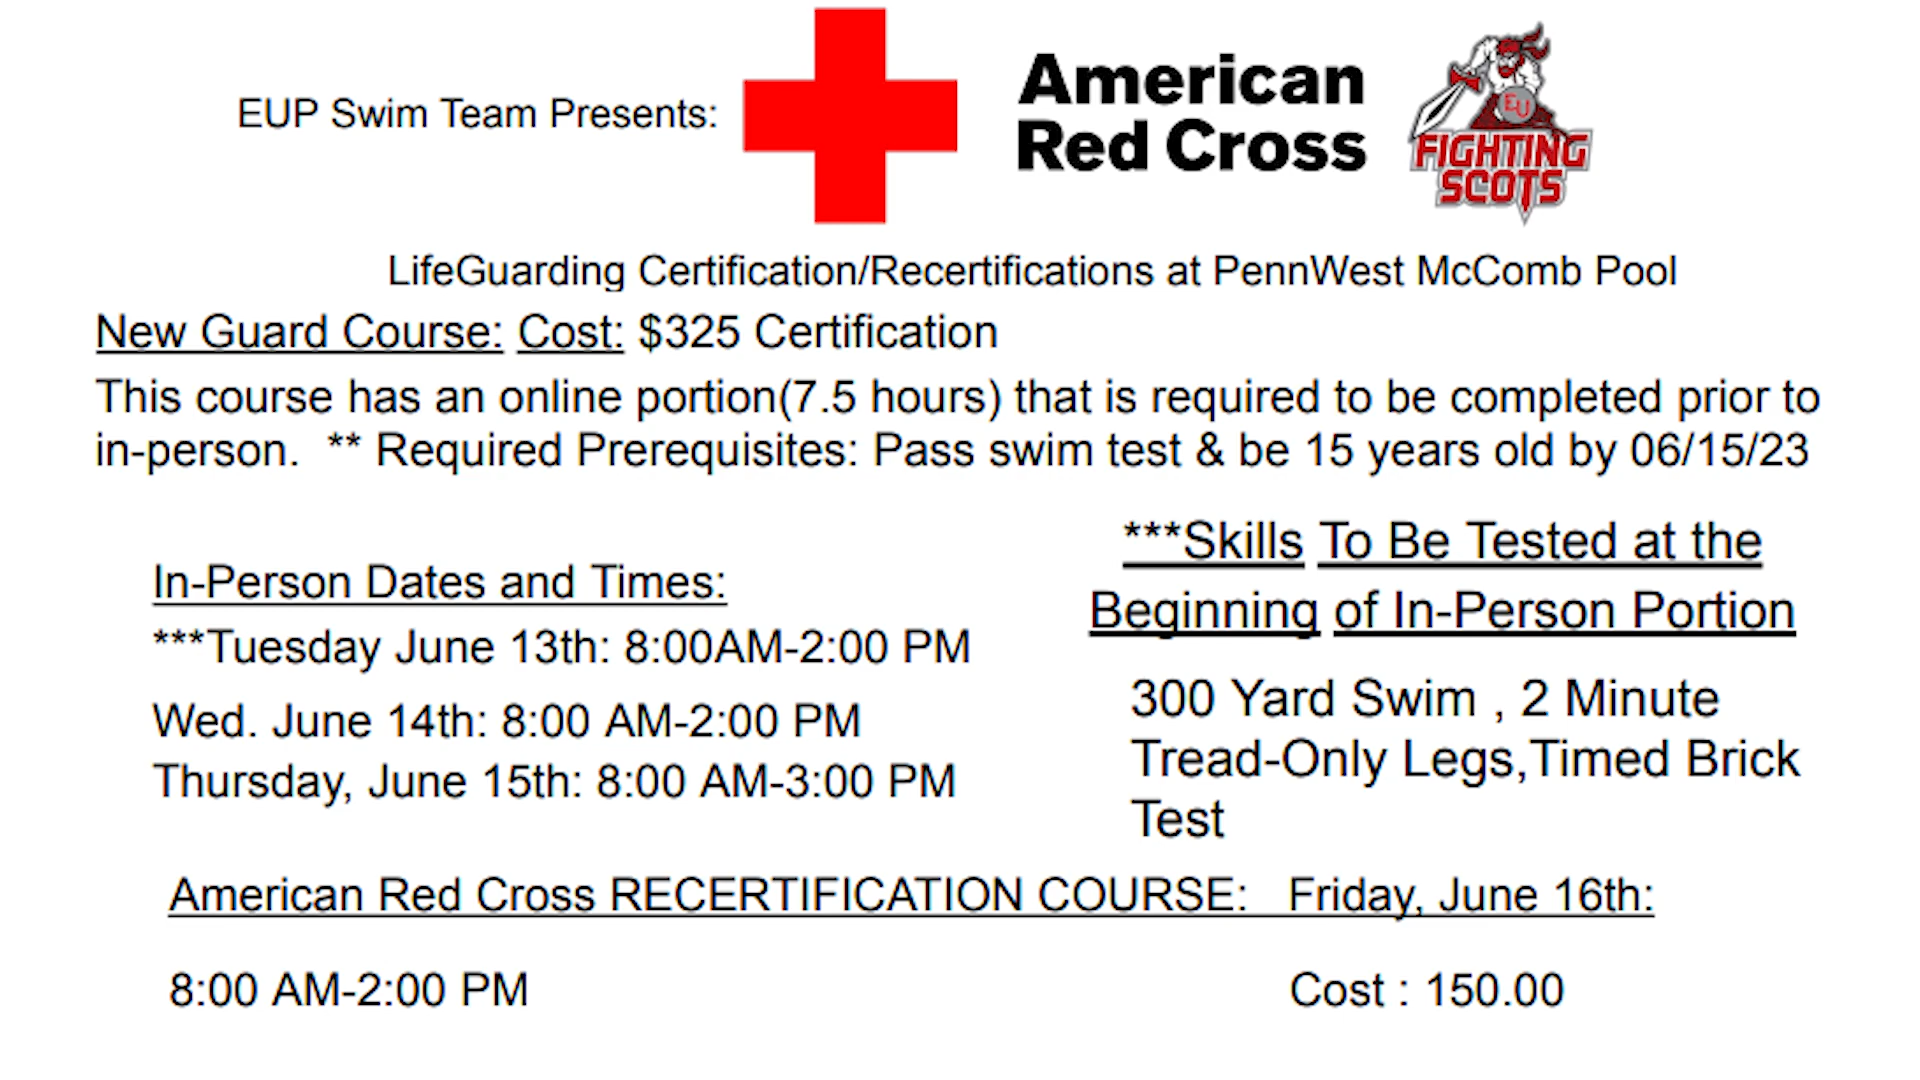 EUP Swim Team Presents:
American
Red Cross
EU
FIGHTING
SCOTS
LifeGuarding Certification/Recertifications at PennWest McComb Pool
New Guard Course: Cost: $325 Certification
This course has an online portion(7.5 hours) that is required to be completed prior to
in-person. ** Required Prerequisites: Pass swim test & be 15 years old by 06/15/23
In-Person Dates and Times:
***Tuesday June 13th: 8:00AM-2:00 PM
Wed. June 14th: 8:00 AM-2:00 PM
Thursday, June 15th: 8:00 AM-3:00 PM
***Skills To Be Tested at the
Beginning of In-Person Portion
300 Yard Swim , 2 Minute
Tread-Only Legs,Timed Brick
Test
American Red Cross RECERTIFICATION COURSE: Friday, June 16th:
8:00 AM-2:00 PM Cost : 150.00